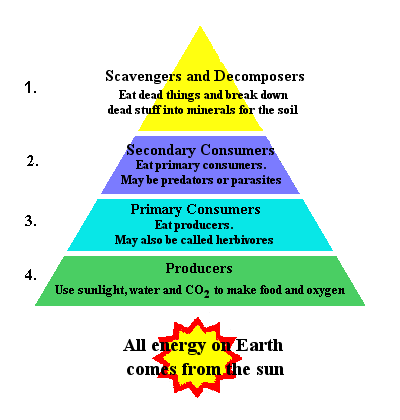 1.
Scavengers and Decomposers
Eat dead things and break down
dead stuff into minerals for the soil
2.
Secondary Consumers
Eat primary consumers.
May be predators or parasites
3.
Primary Consumers
Eat producers.
May also be called herbivores
4.
Producers
Use sunlight, water and CO₂ to make food and oxygen
All energy on Earth
comes from the sun